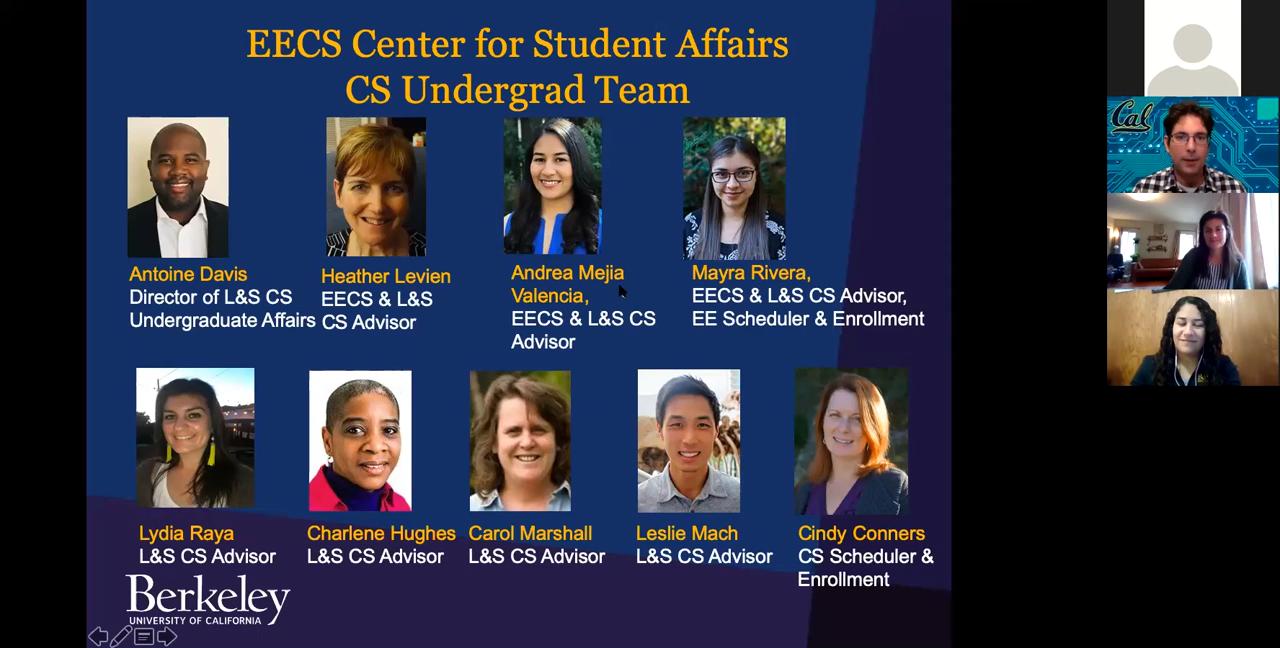 EECS Center for Student Affairs
CS Undergrad Team
Cal
Antoine Davis
Director of L&S CS
Undergraduate Affairs
Heather Levien
EECS & L&S
CS Advisor
Andrea Mejia
Valencia,
EECS & L&S CS
Advisor
Mayra Rivera,
EECS & L&S CS Advisor,
EE Scheduler & Enrollment
Lydia Raya
L&S CS Advisor
Charlene Hughes
L&S CS Advisor
Carol Marshall
L&S CS Advisor
Leslie Mach
L&S CS Advisor
Cindy Conners
CS Scheduler &
Enrollment
Berkeley
UNIVERSITY OF CALIFORNIA